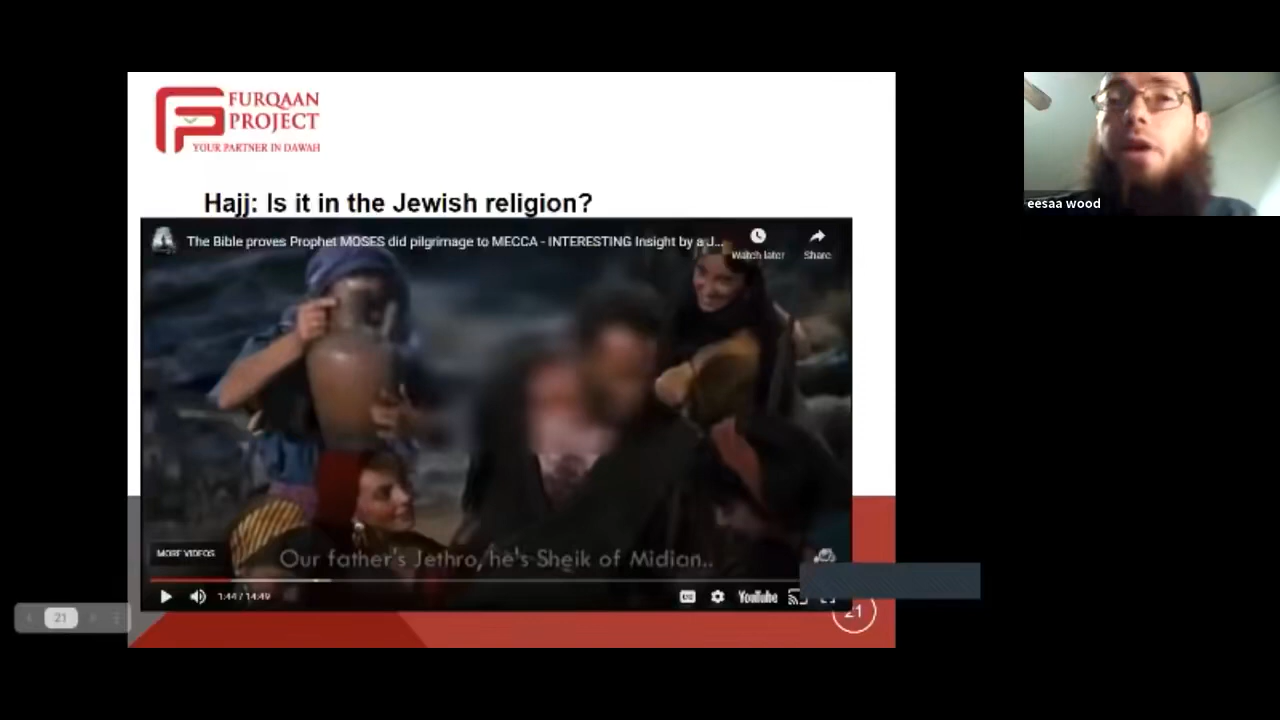 FURQAAN
PROJECT
YOUR PARTNER IN DAWAH
Hajj: Is it in the Jewish religion?
The Bible proves Prophet MOSES did pilgrimage to MECCA - INTERESTING Insight by a J...
Watch later
Share
eesaa wood
MORE VIDEOS
Our father's Jethro, he's Sheik of Midian..
1:44 / 14:49
CC
YouTube
21
21